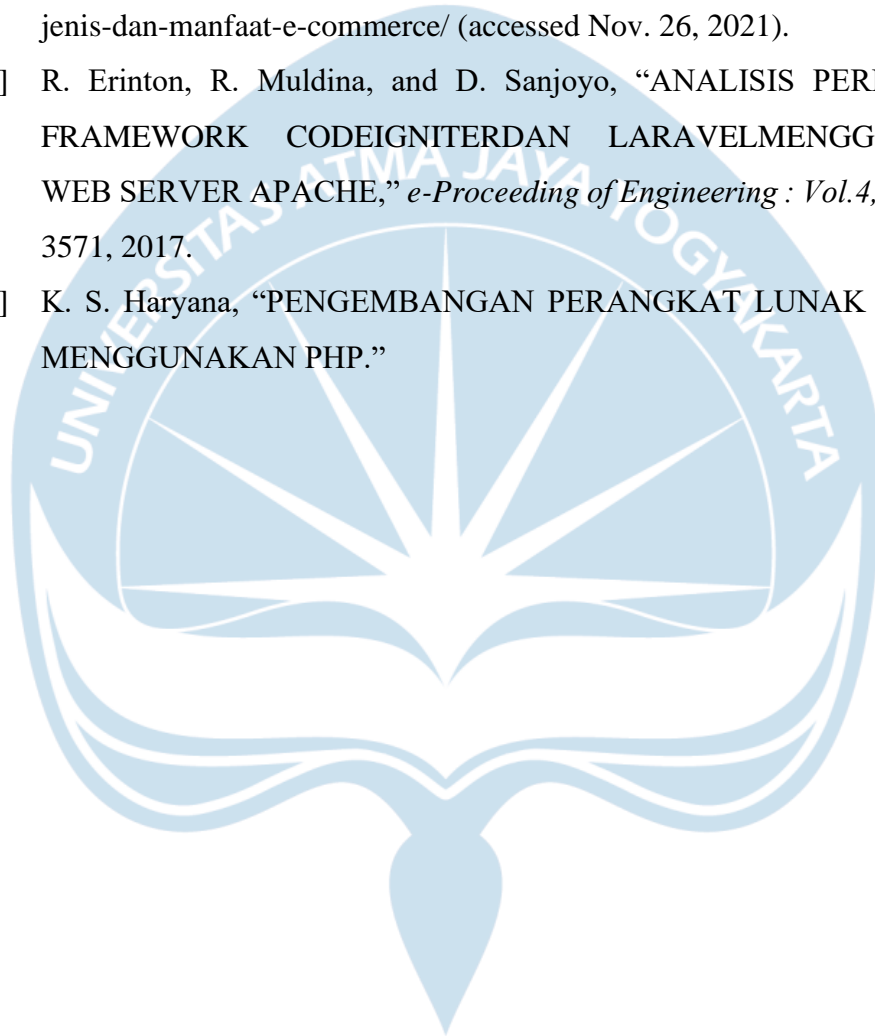 jenis-dan-manfaat-e-commerce/ (accessed Nov. 26, 2021).
] R. Erinton, R. Muldina, and D. Sanjoyo, “ANALISIS PER
FRAMEWORK CODEIGNITERDAN LARAVELMENGG
WEB SERVER APACHE,” e-Proceeding of Engineering : Vol.4,
3571, 2017.
] K. S. Haryana, “PENGEMBANGAN PERANGKAT LUNAK
MENGGUNAKAN PHP.”
UNIVERSITAS ATMA JAYA YOGYAKARTA